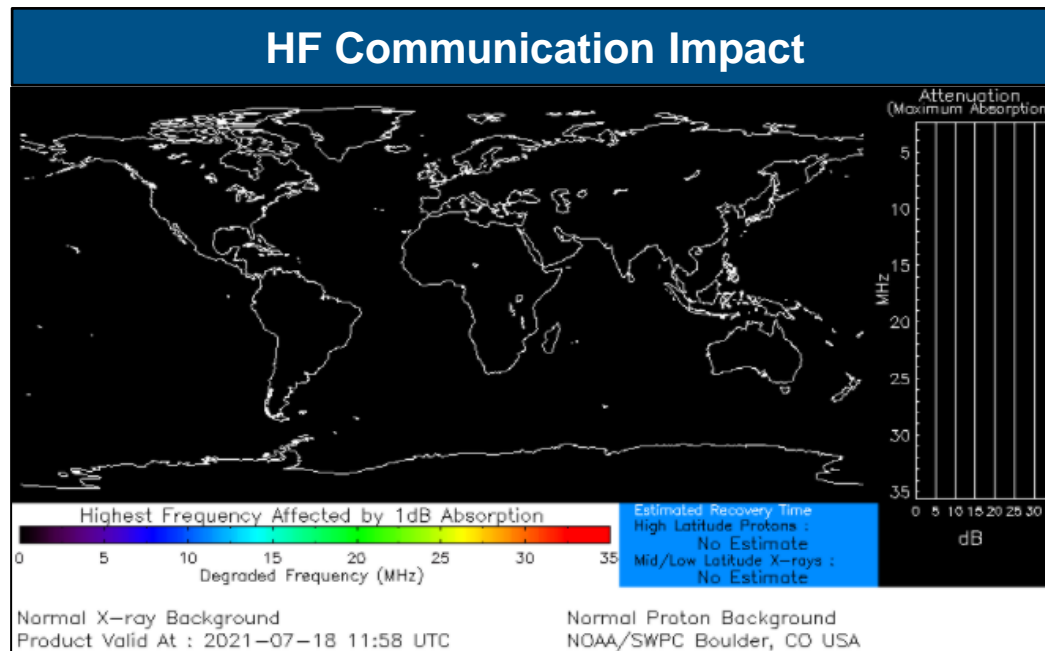 HF Communication Impact
Attenuation
(Maximum Absorption)
5
10
15
20
25
30
35
MHz
0 5 10 15 20 25 30
dB
Highest Frequency Affected by 1dB Absorption
0 5 10 15 20 25 30 35
Degraded Frequency (MHz)
Estimated Recovery Time
High Latitude Protons :
No Estimate
Mid/Low Latitude X-rays :
No Estimate
Normal X-ray Background
Product Valid At : 2021-07-18 11:58 UTC
Normal Proton Background
NOAA/SWPC Boulder, CO USA